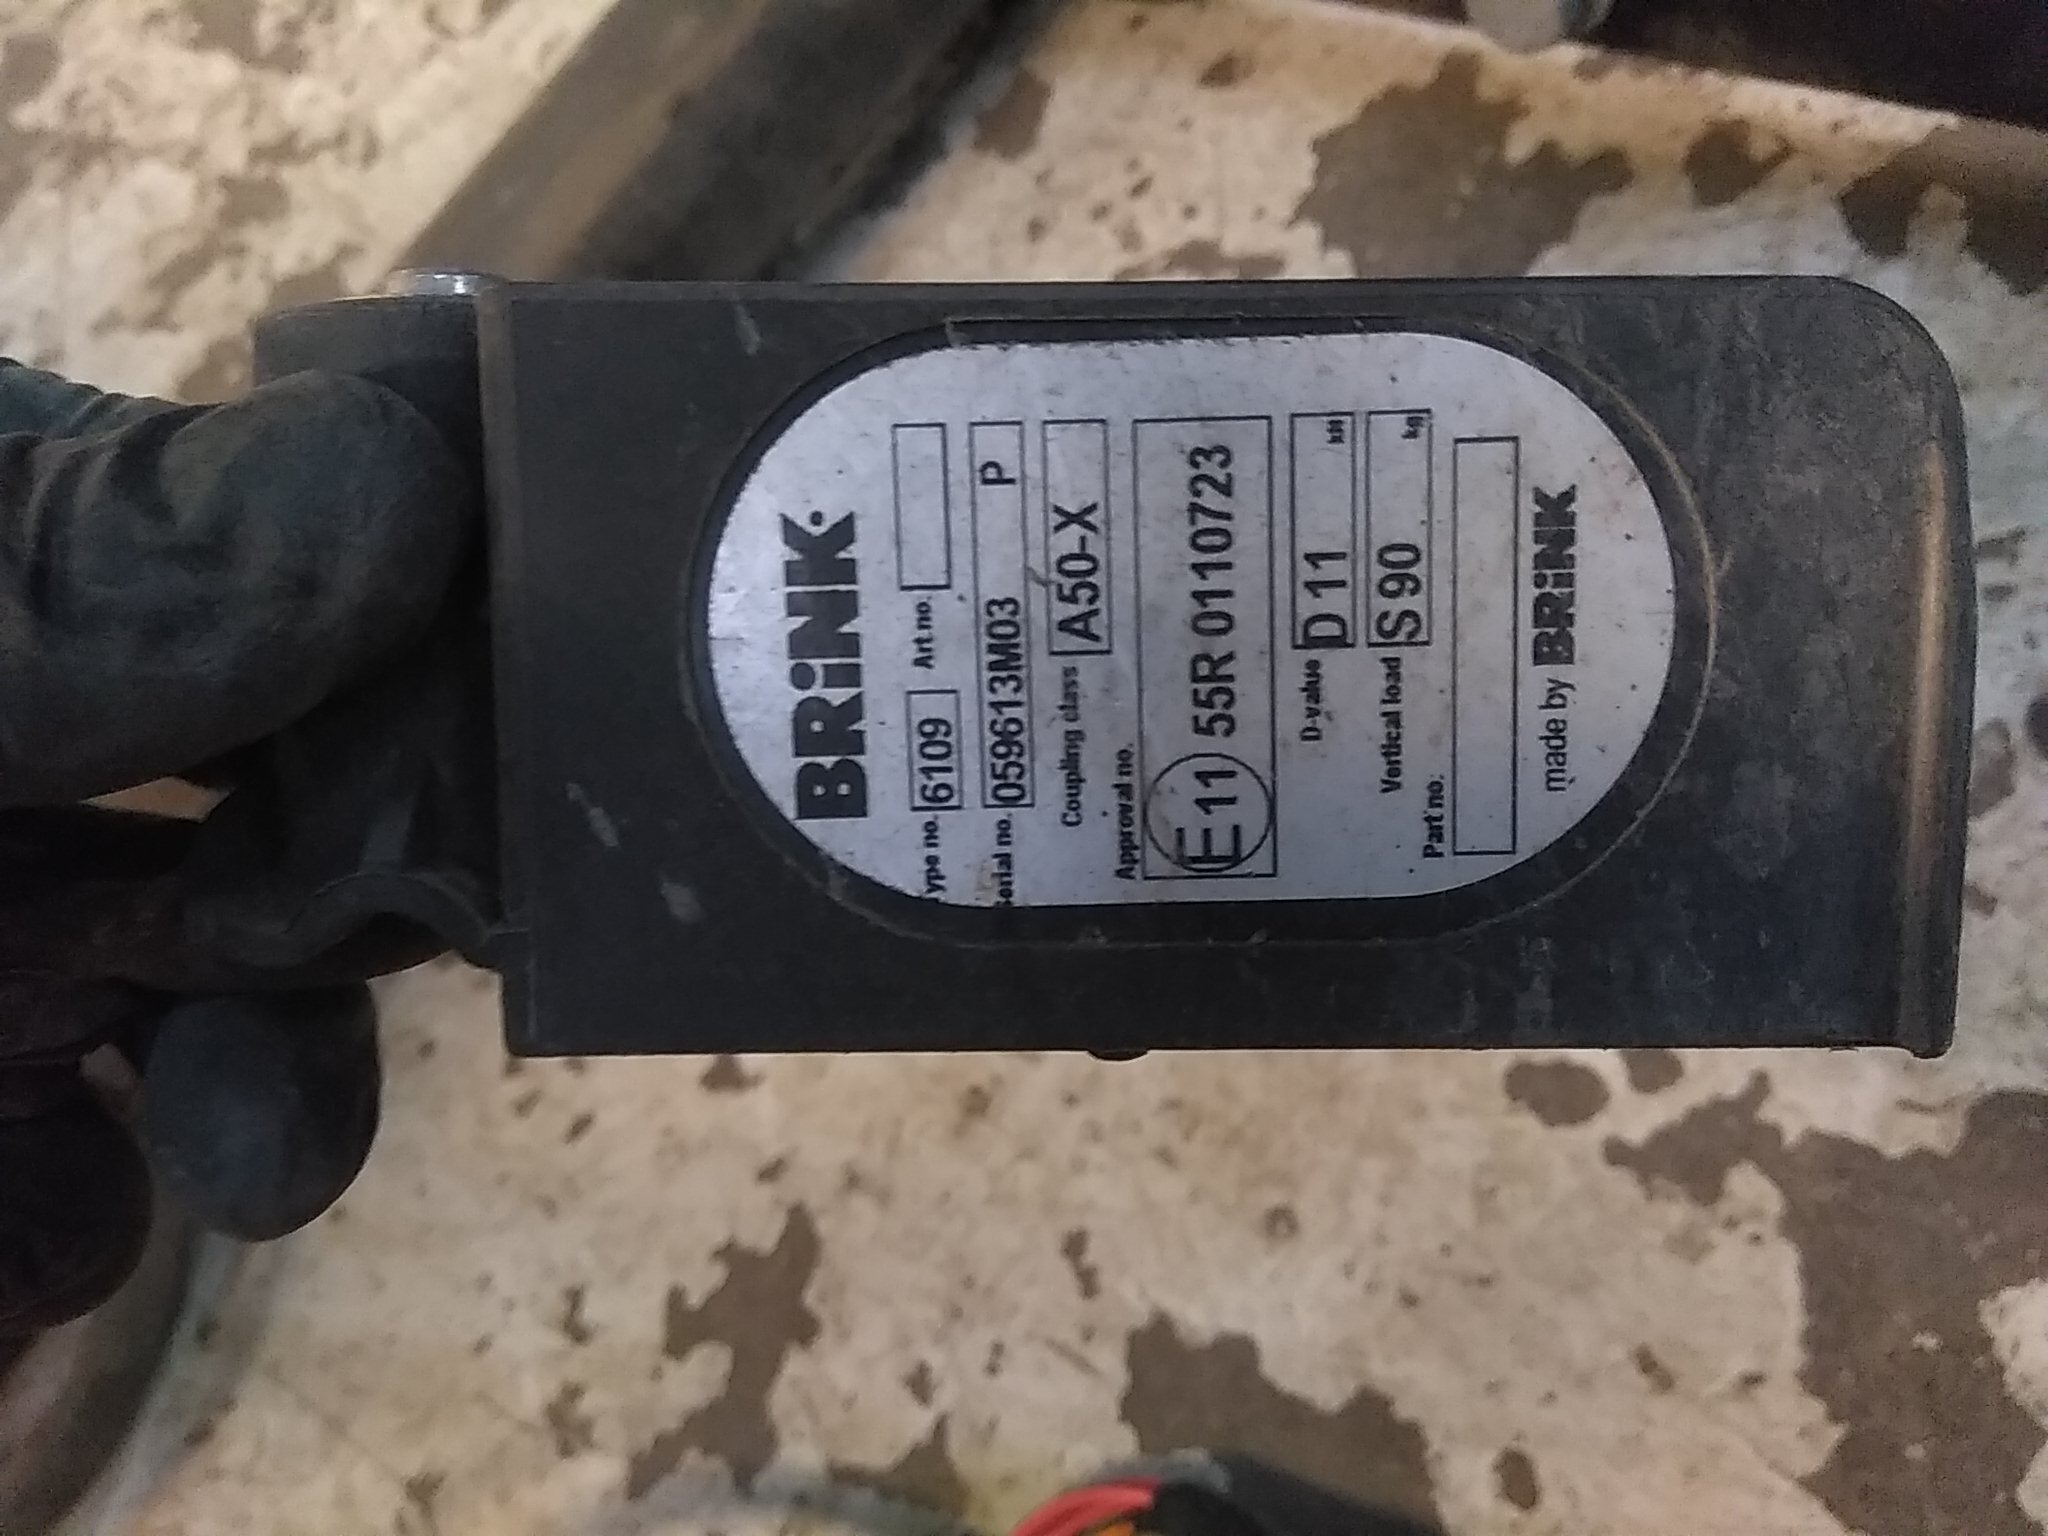 BRiNK
Type no. 6109 Art no.
Serial no. 059613M03 P
Coupling class A50-X
Approval no.
E11 55R 0110723
D-value D 11 kN
Vertical load S 90 kg
Part no.
made by BRiNK